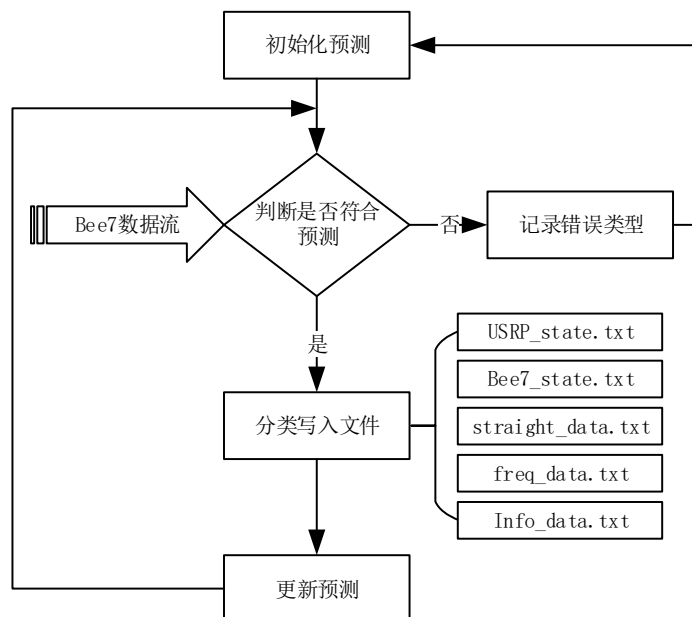 初始化预测
Bee7数据流
判断是否符合
预测
否
记录错误类型
是
USRP_state.txt
Bee7_state.txt
分类写入文件
straight_data.txt
freq_data.txt
Info_data.txt
更新预测